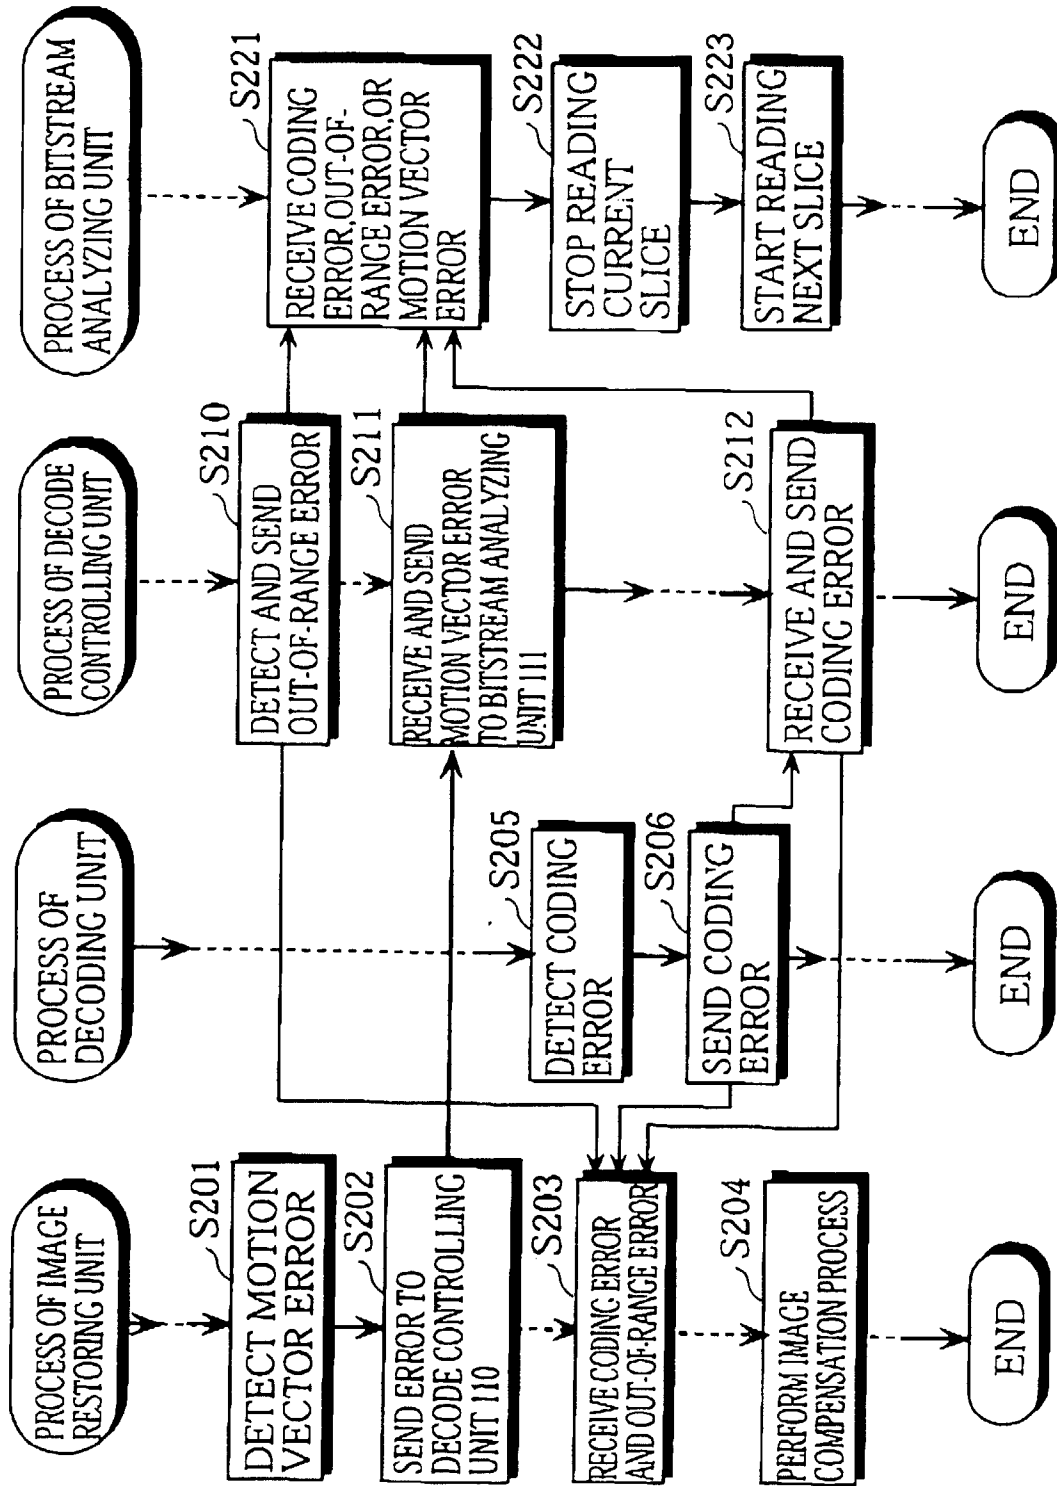 PROCESS OF IMAGE
RESTORING UNIT
S201
DETECT MOTION
VECTOR ERROR
S202
SEND ERROR TO
DECODE CONTROLLING
UNIT 110
S203
RECEIVE CODING ERROR
AND OUT-OF-RANGE ERROR
S204
PERFORM IMAGE
COMPENSATION PROCESS
END
PROCESS OF
DECODING UNIT
S205
DETECT CODING
ERROR
S206
SEND CODING
ERROR
END
PROCESS OF DECODE
CONTROLLING UNIT
S210
DETECT AND SEND
OUT-OF-RANGE ERROR
S211
RECEIVE AND SEND
MOTION VECTOR ERROR
TO BITSTREAM ANALYZING
UNIT 111
S212
RECEIVE AND SEND
CODING ERROR
END
PROCESS OF BITSTREAM
ANALYZING UNIT
S221
RECEIVE CODING
ERROR,OUT-OF-
RANGE ERROR,OR
MOTION VECTOR
ERROR
S222
STOP READING
CURRENT
SLICE
S223
START READING
NEXT SLICE
END